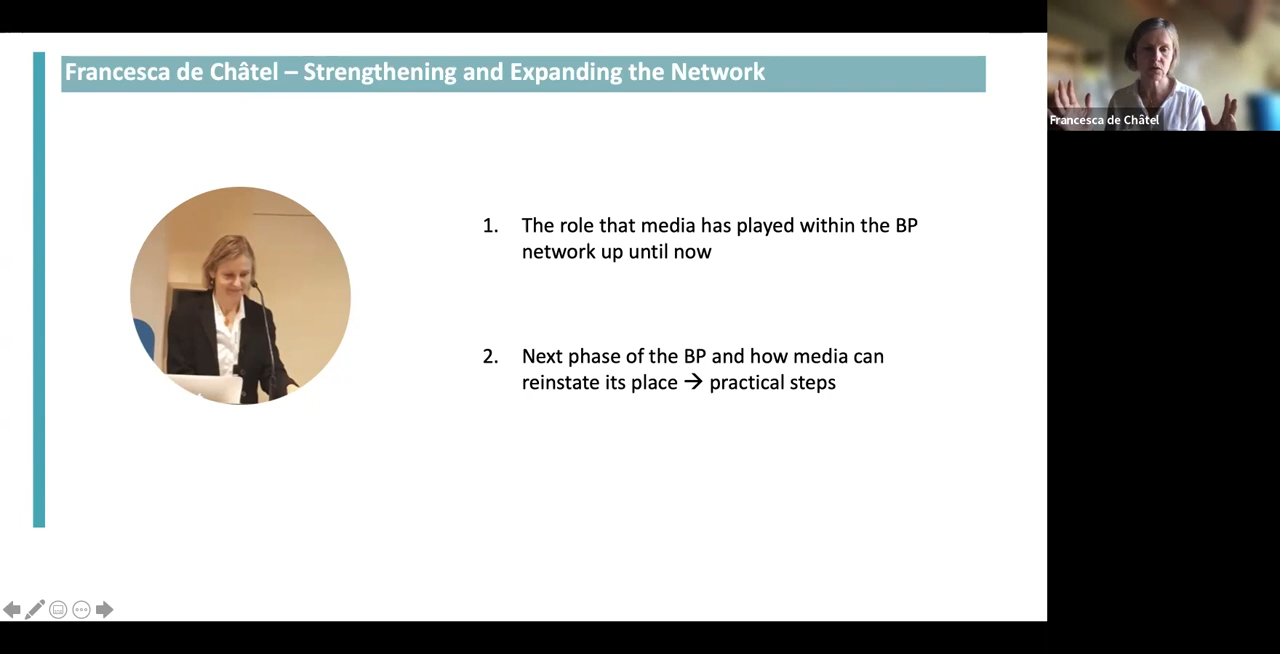 Francesca de Châtel – Strengthening and Expanding the Network
1. The role that media has played within the BP
network up until now
2. Next phase of the BP and how media can
reinstate its place → practical steps
Francesca de Châtel